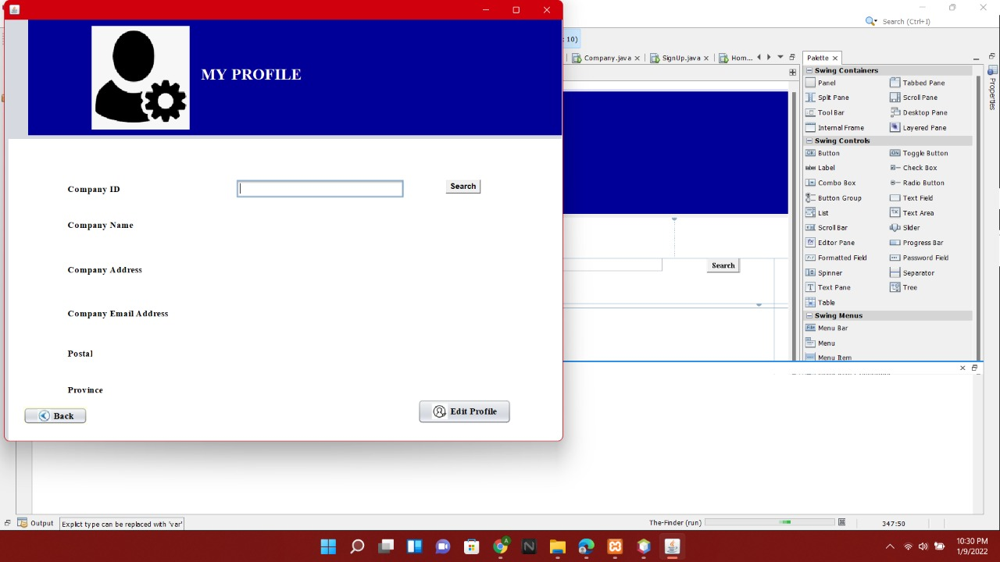 MY PROFILE
Company ID
Search
Company Name
Company Address
Company Email Address
Postal
Province
Back
Edit Profile
Search (Ctrl+I)
10)
Company.java
SignUp.java
Hom...
Search
Palette
Swing Containers
Panel
Tabbed Pane
Split Pane
Scroll Pane
Tool Bar
Desktop Pane
Internal Frame
Layered Pane
Swing Controls
Button
Toggle Button
Label
Check Box
Combo Box
Radio Button
Button Group
Text Field
List
Text Area
Scroll Bar
Slider
Editor Pane
Progress Bar
Formatted Field
Password Field
Spinner
Separator
Text Pane
Tree
Table
Swing Menus
Menu Bar
Menu
Menu Item
Properties
Output
Explict type can be replaced with 'var'
The-Finder (run)
347:50
10:30 PM
1/9/2022